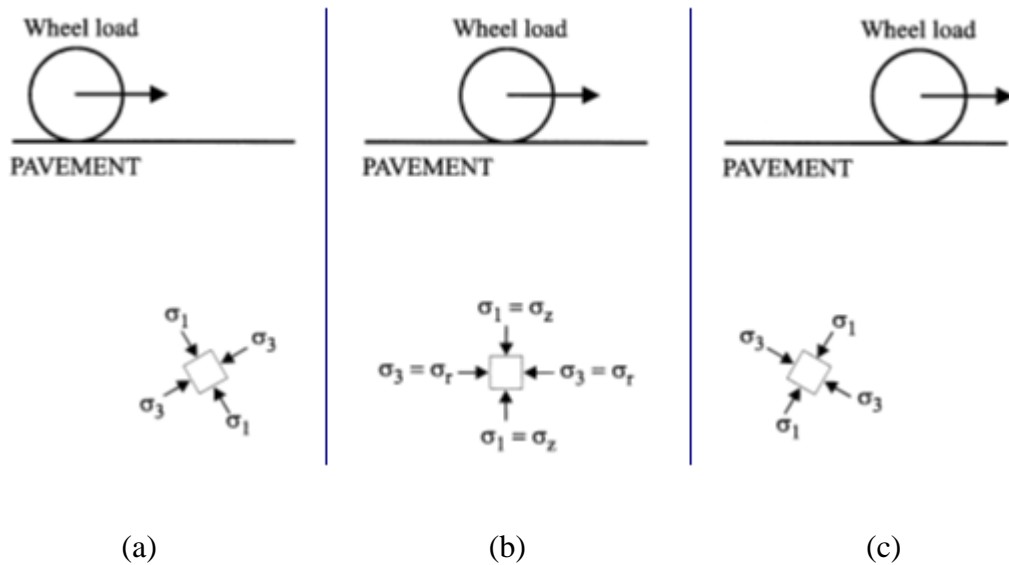 Wheel load
PAVEMENT
σ1
σ3
σ3
σ1
(a)
Wheel load
PAVEMENT
σ1 = σz
σ3 = σr
σ3 = σr
σ1 = σz
(b)
Wheel load
PAVEMENT
σ1
σ3
σ3
σ1
(c)